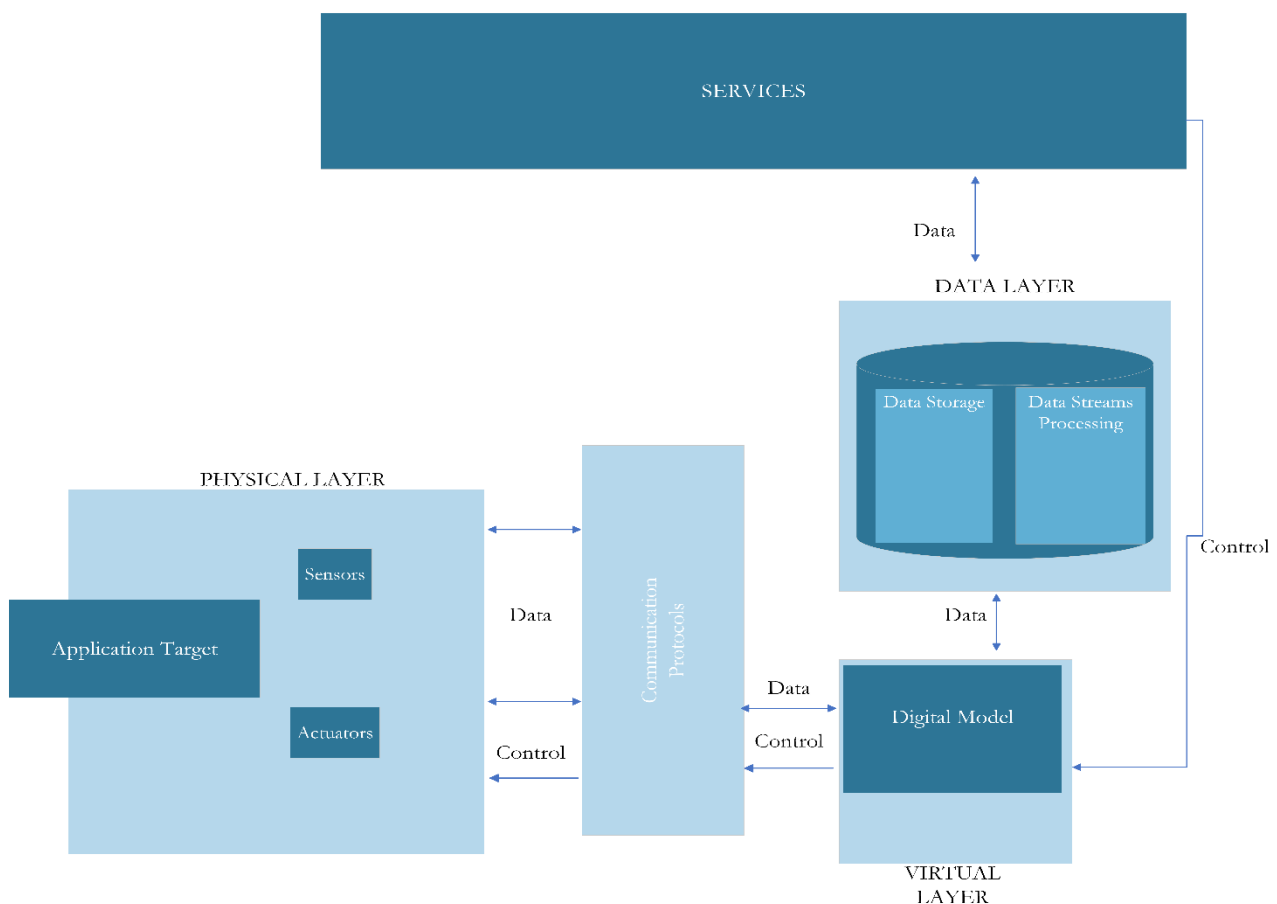 SERVICES
Data
DATA LAYER
Data Storage
Data Streams
Processing
PHYSICAL LAYER
Sensors
Application Target
Actuators
Data
Control
Communication
Protocols
Data
Control
Data
Control
Digital Model
VIRTUAL
LAYER